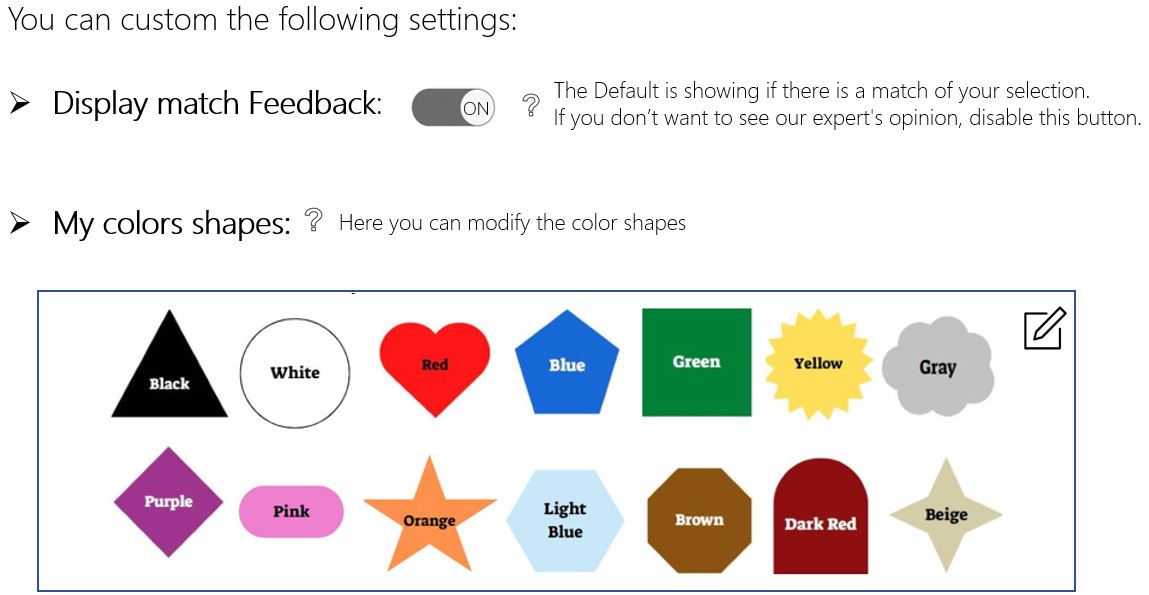 You can custom the following settings:
➢ Display match Feedback: ON ? The Default is showing if there is a match of your selection.
If you don’t want to see our expert's opinion, disable this button.
➢ My colors shapes: ? Here you can modify the color shapes
Black White Red Blue Green Yellow Gray
Purple Pink Orange Light Blue Brown Dark Red Beige